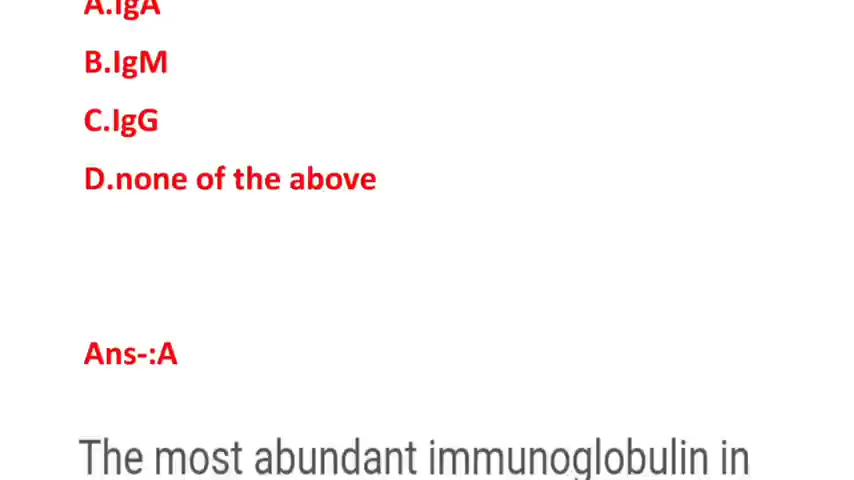 A.IgA
B.IgM
C.IgG
D.none of the above
Ans-:A
The most abundant immunoglobulin in